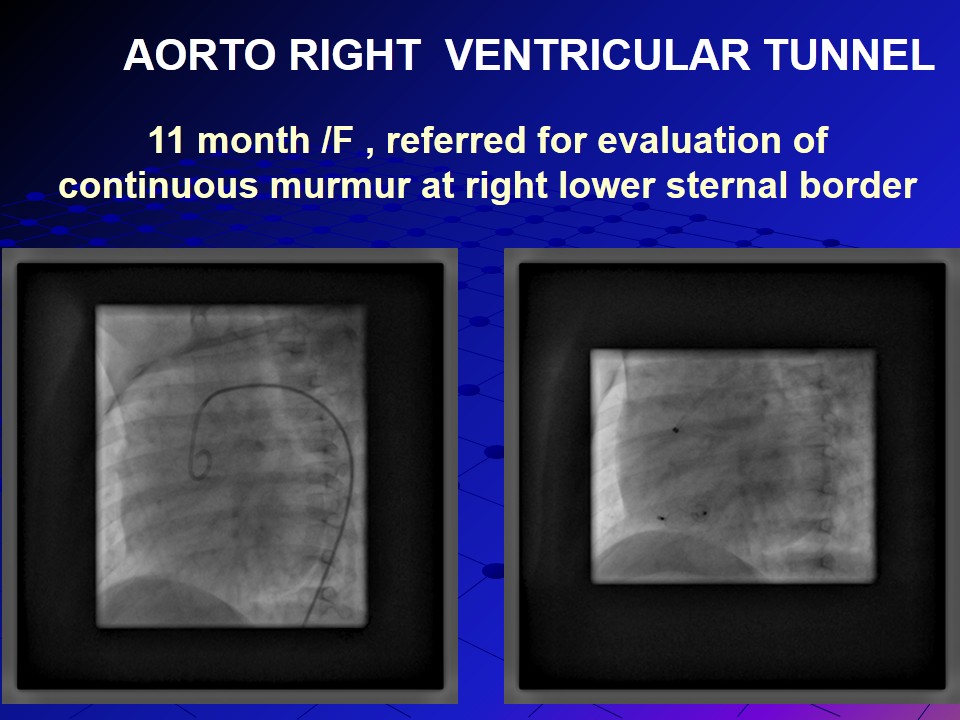 AORTO RIGHT VENTRICULAR TUNNEL
11 month /F , referred for evaluation of
continuous murmur at right lower sternal border